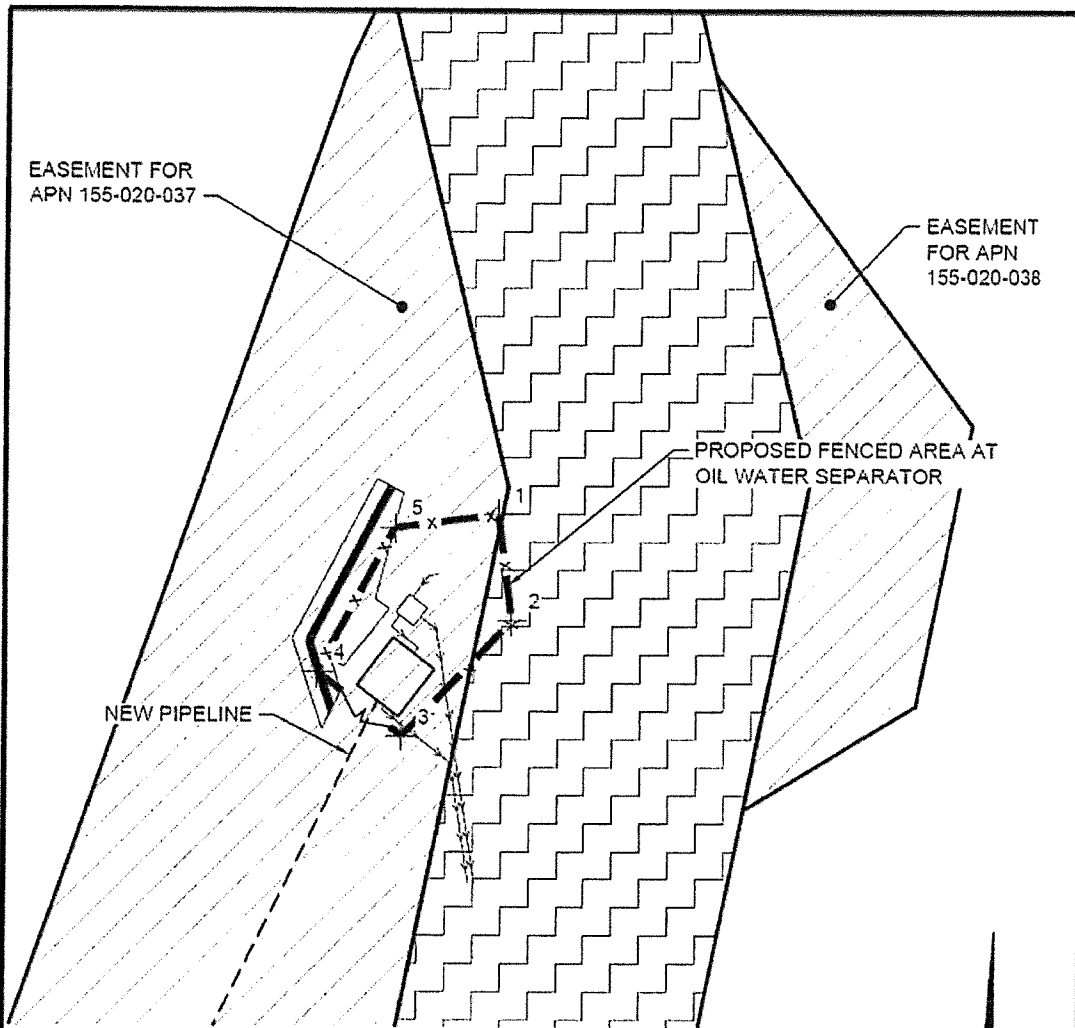 EASEMENT FOR
APN 155-020-037
EASEMENT
FOR APN
155-020-038
PROPOSED FENCED AREA AT
OIL WATER SEPARATOR
1
5
2
4
3
NEW PIPELINE